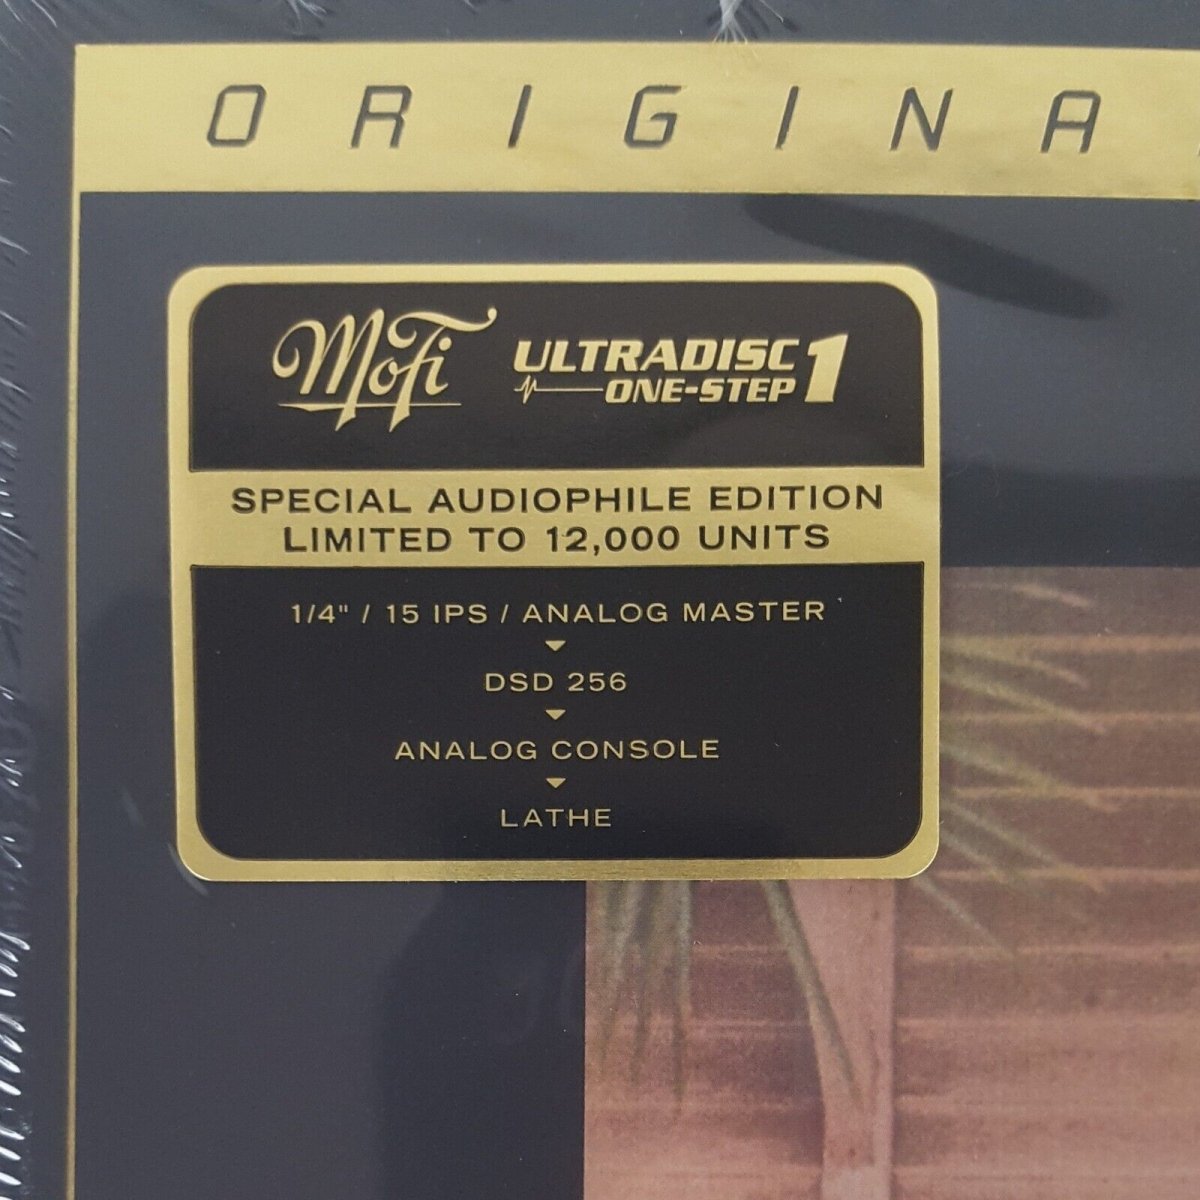 ORIGINA
MoFi ULTRADISC 1
ONE-STEP
SPECIAL AUDIOPHILE EDITION
LIMITED TO 12,000 UNITS
1/4" / 15 IPS / ANALOG MASTER
DSD 256
ANALOG CONSOLE
LATHE